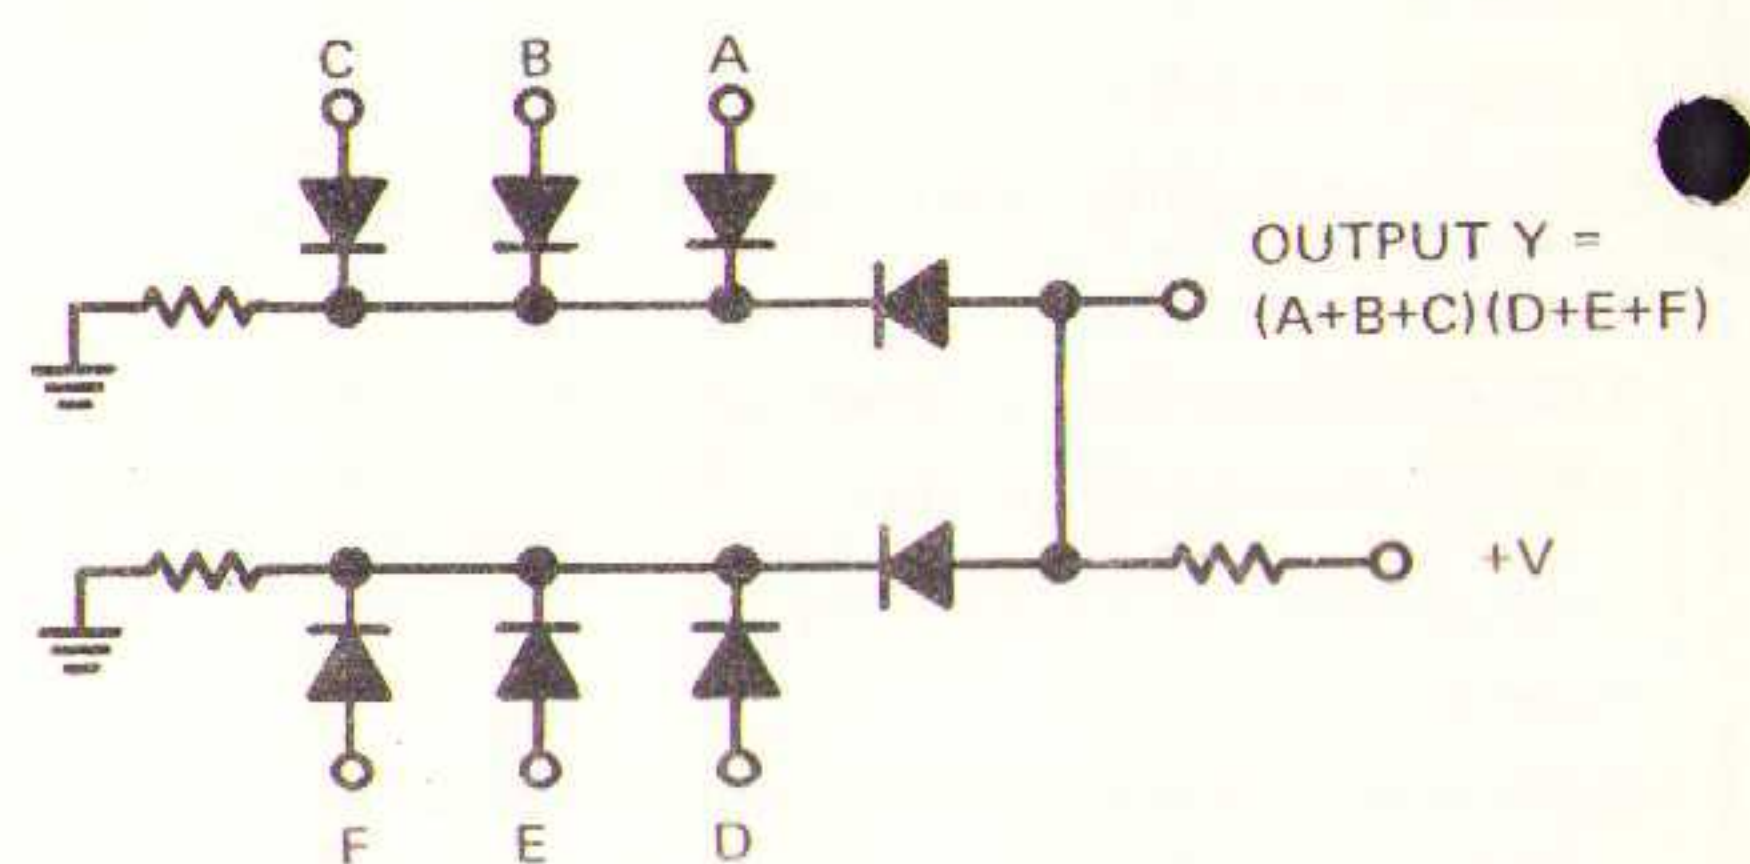 C B A
OUTPUT Y =
(A+B+C)(D+E+F)
+V
F E D